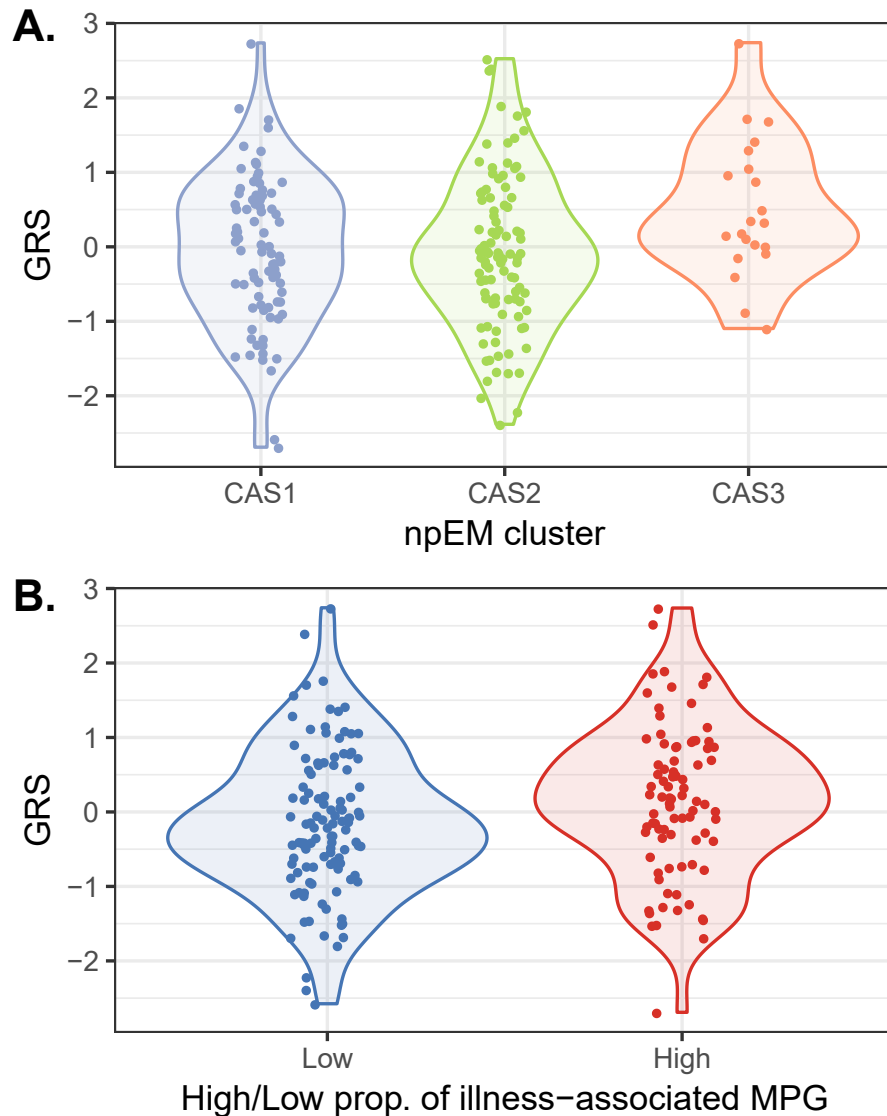 A.
3
2
1
0
−1
−2
GRS
CAS1 CAS2 CAS3
npEM cluster
B.
3
2
1
0
−1
−2
GRS
Low High
High/Low prop. of illness−associated MPG